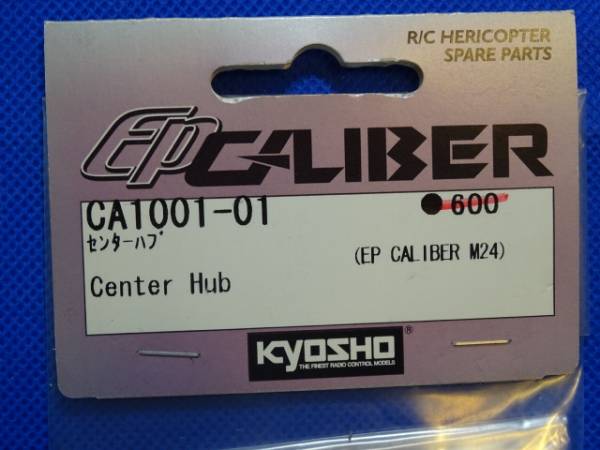 R/C HERICOPTER
SPARE PARTS
EP CALIBER
CA1001-01 ●600
ｾﾝﾀｰﾊﾌﾞ
(EP CALIBER M24)
Center Hub
KYOSHO®
THE FINEST RADIO CONTROL MODELS